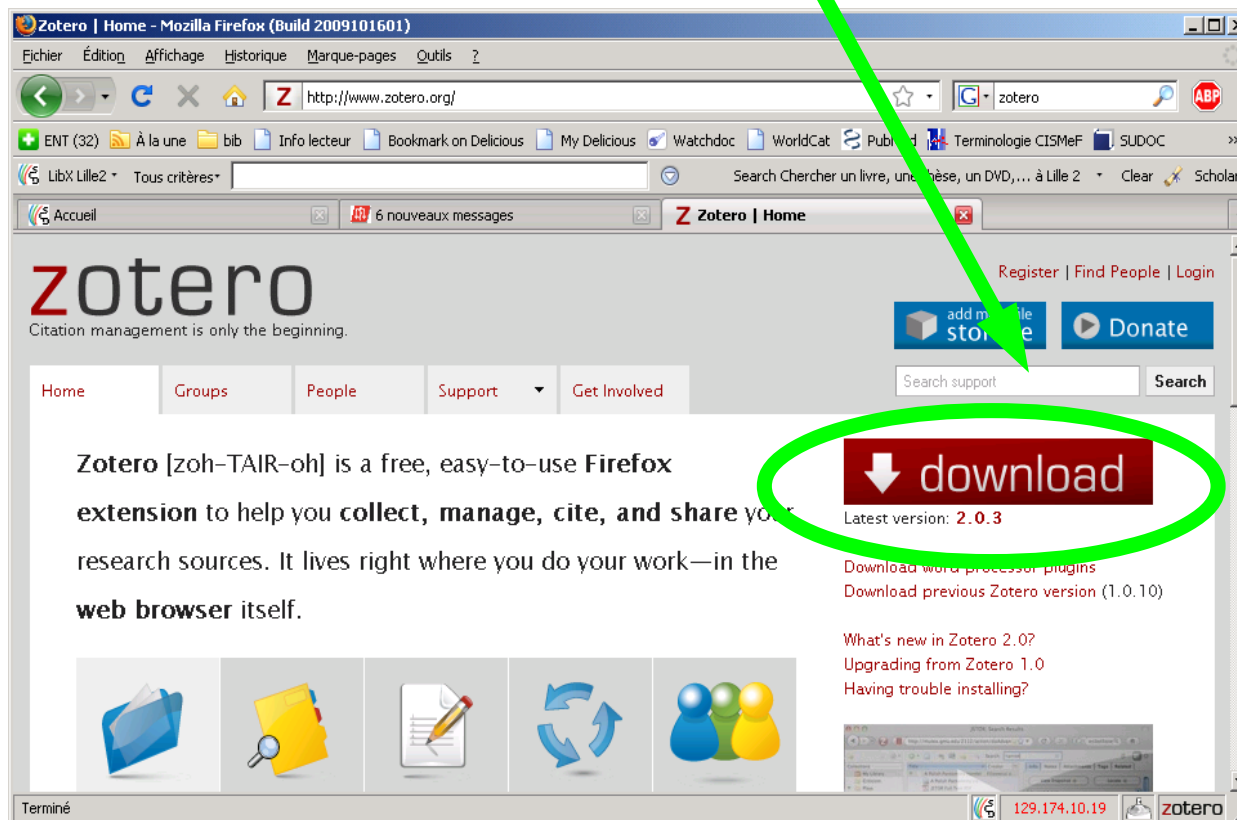 Zotero | Home - Mozilla Firefox (Build 2009101601)
Fichier Édition Affichage Historique Marque-pages Outils ?
Z http://www.zotero.org/ G zotero ABP
ENT (32) À la une bib Info lecteur Bookmark on Delicious My Delicious Watchdoc WorldCat Terminologie CISMeF SUDOC »
LibX Lille2 Tous critères Search Chercher un livre, une thèse, un DVD,... à Lille 2 Clear Scholar
Accueil 6 nouveaux messages Z Zotero | Home
zotero
Citation management is only the beginning.
Register | Find People | Login
add
Donate
Home Groups People Support Get Involved
Search support Search
Zotero [zoh-TAIR-oh] is a free, easy-to-use Firefox
extension to help you collect, manage, cite, and share your
research sources. It lives right where you do your work—in the
web browser itself.
download
Latest version: 2.0.3
Download word processor plugins
Download previous Zotero version (1.0.10)
What's new in Zotero 2.0?
Upgrading from Zotero 1.0
Having trouble installing?
Terminé 129.174.10.19 zotero